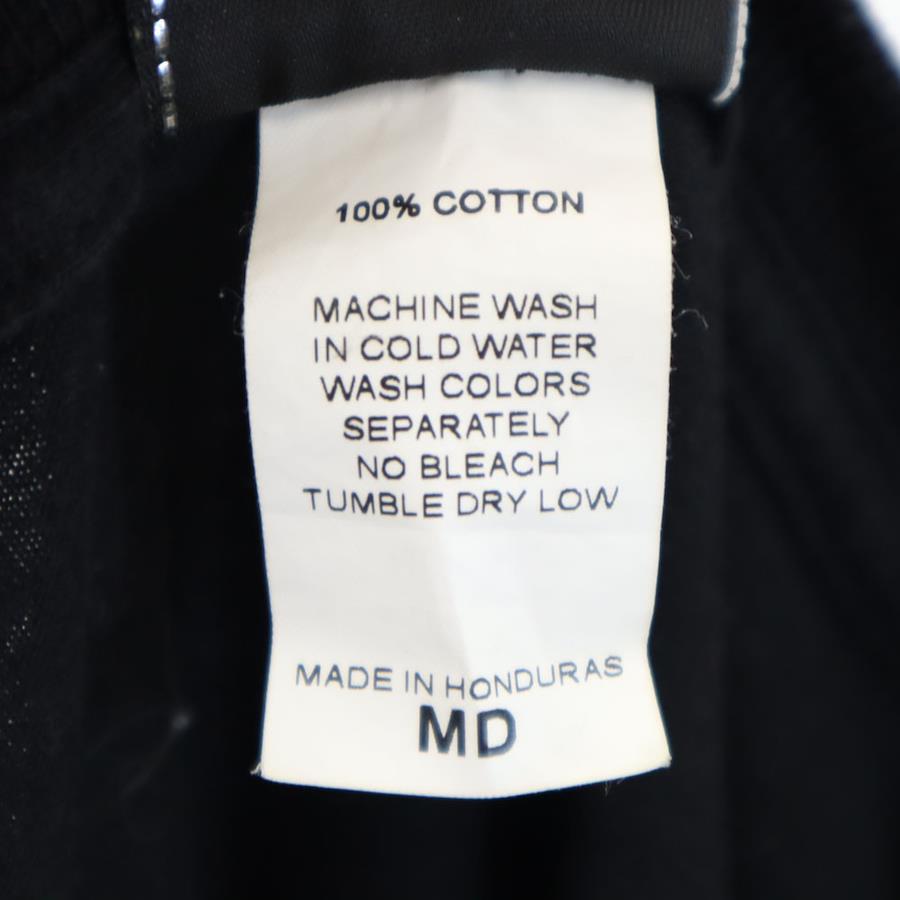 100% COTTON
MACHINE WASH
IN COLD WATER
WASH COLORS
SEPARATELY
NO BLEACH
TUMBLE DRY LOW
MADE IN HONDURAS
MD